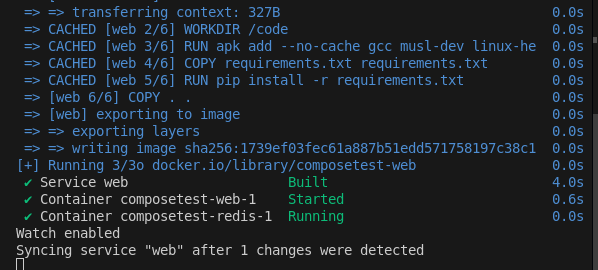 => => transferring context: 327B 0.0s
=> CACHED [web 2/6] WORKDIR /code 0.0s
=> CACHED [web 3/6] RUN apk add --no-cache gcc musl-dev linux-he 0.0s
=> CACHED [web 4/6] COPY requirements.txt requirements.txt 0.0s
=> CACHED [web 5/6] RUN pip install -r requirements.txt 0.0s
=> [web 6/6] COPY . . 0.0s
=> [web] exporting to image 0.0s
=> => exporting layers 0.0s
=> => writing image sha256:1739ef03fec61a887b51edd571758197c38c1 0.0s
[+] Running 3/3o docker.io/library/composetest-web 0.0s
✔ Service web Built 4.0s
✔ Container composetest-web-1 Started 0.6s
✔ Container composetest-redis-1 Running 0.0s
Watch enabled
Syncing service "web" after 1 changes were detected